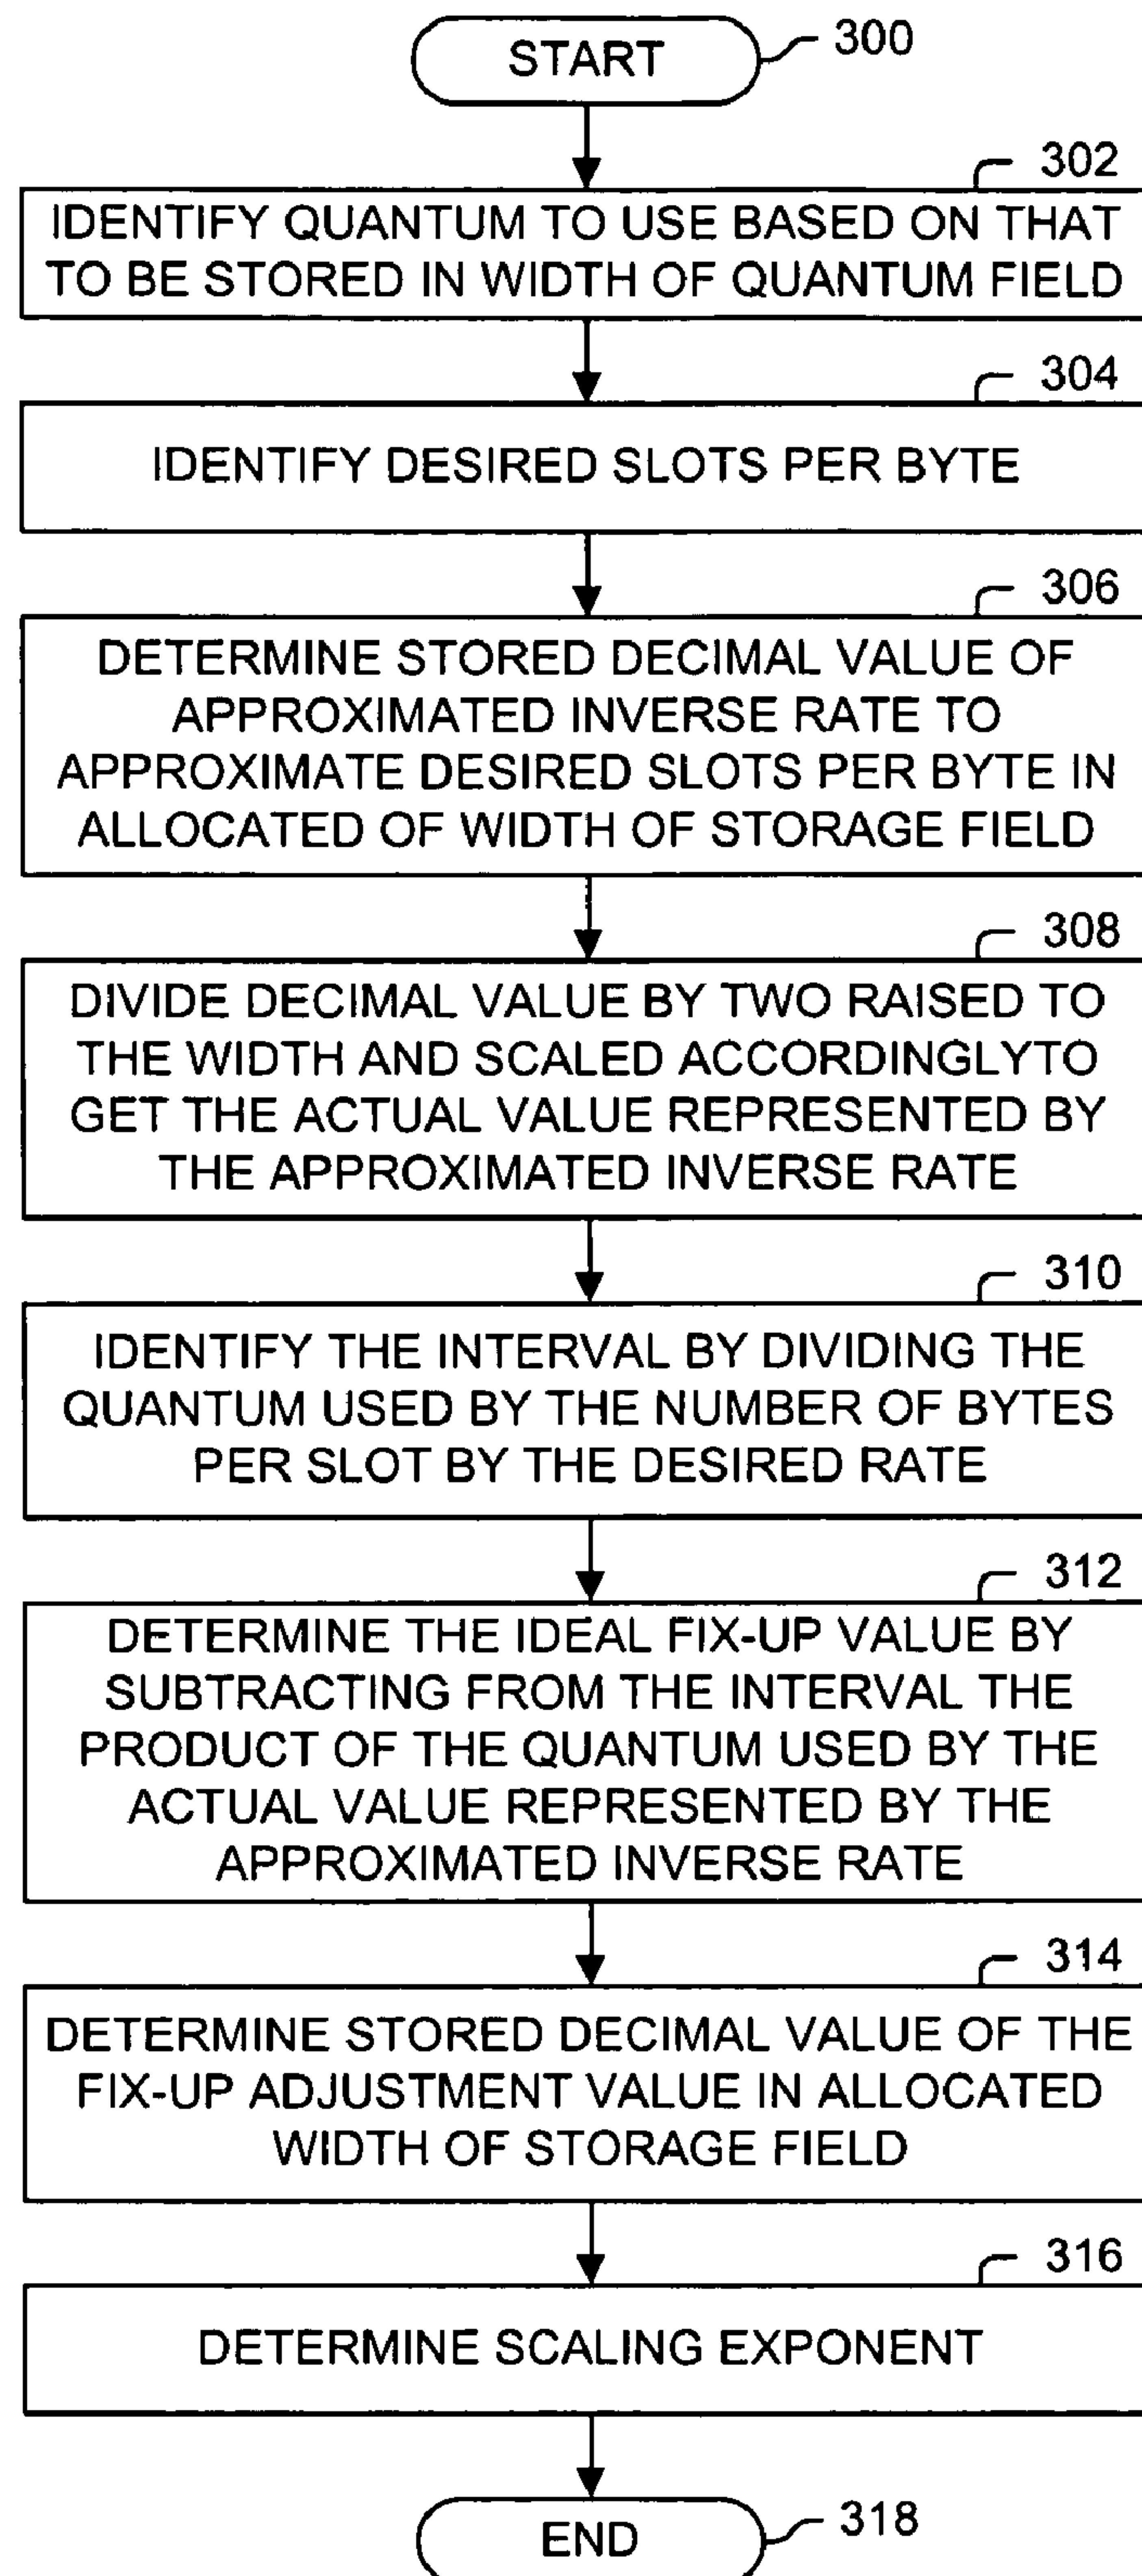 START
300
302
IDENTIFY QUANTUM TO USE BASED ON THAT
TO BE STORED IN WIDTH OF QUANTUM FIELD
304
IDENTIFY DESIRED SLOTS PER BYTE
306
DETERMINE STORED DECIMAL VALUE OF
APPROXIMATED INVERSE RATE TO
APPROXIMATE DESIRED SLOTS PER BYTE IN
ALLOCATED OF WIDTH OF STORAGE FIELD
308
DIVIDE DECIMAL VALUE BY TWO RAISED TO
THE WIDTH AND SCALED ACCORDINGLYTO
GET THE ACTUAL VALUE REPRESENTED BY
THE APPROXIMATED INVERSE RATE
310
IDENTIFY THE INTERVAL BY DIVIDING THE
QUANTUM USED BY THE NUMBER OF BYTES
PER SLOT BY THE DESIRED RATE
312
DETERMINE THE IDEAL FIX-UP VALUE BY
SUBTRACTING FROM THE INTERVAL THE
PRODUCT OF THE QUANTUM USED BY THE
ACTUAL VALUE REPRESENTED BY THE
APPROXIMATED INVERSE RATE
314
DETERMINE STORED DECIMAL VALUE OF THE
FIX-UP ADJUSTMENT VALUE IN ALLOCATED
WIDTH OF STORAGE FIELD
316
DETERMINE SCALING EXPONENT
END
318